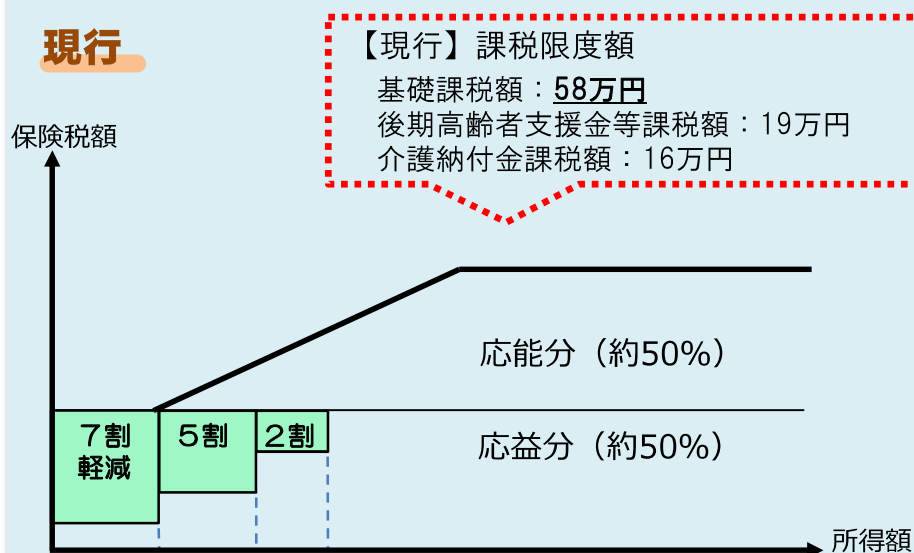 現行
【現行】課税限度額
基礎課税額：58万円
後期高齢者支援金等課税額：19万円
介護納付金課税額：16万円
保険税額
応能分（約50%）
7割
軽減
5割
2割
応益分（約50%）
所得額